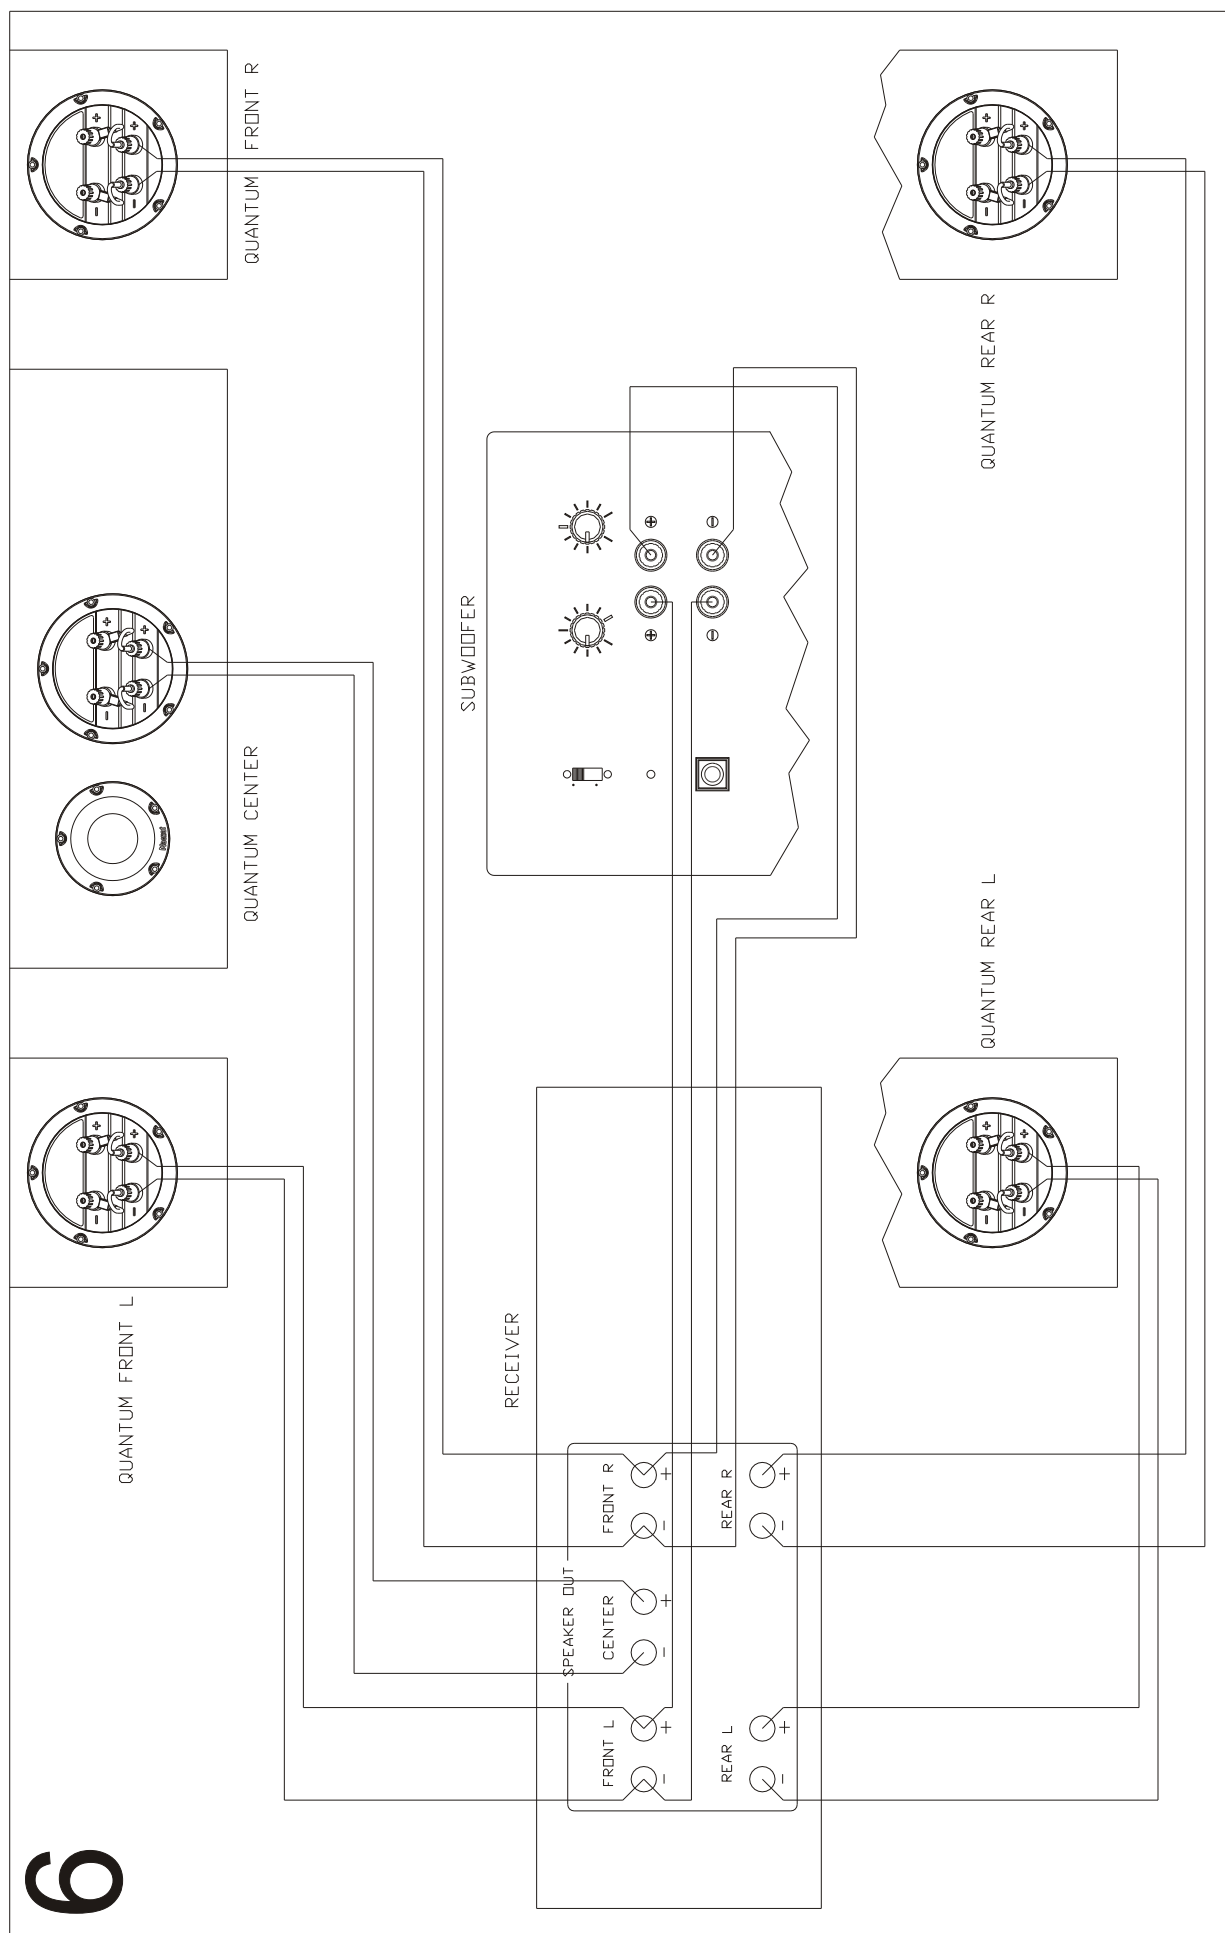 QUANTUM FRONT L
QUANTUM CENTER
QUANTUM FRONT R
SUBWOOFER
RECEIVER
SPEAKER OUT
FRONT L
CENTER
FRONT R
- + - + - +
REAR L
REAR R
- + - +
QUANTUM REAR L
QUANTUM REAR R
6